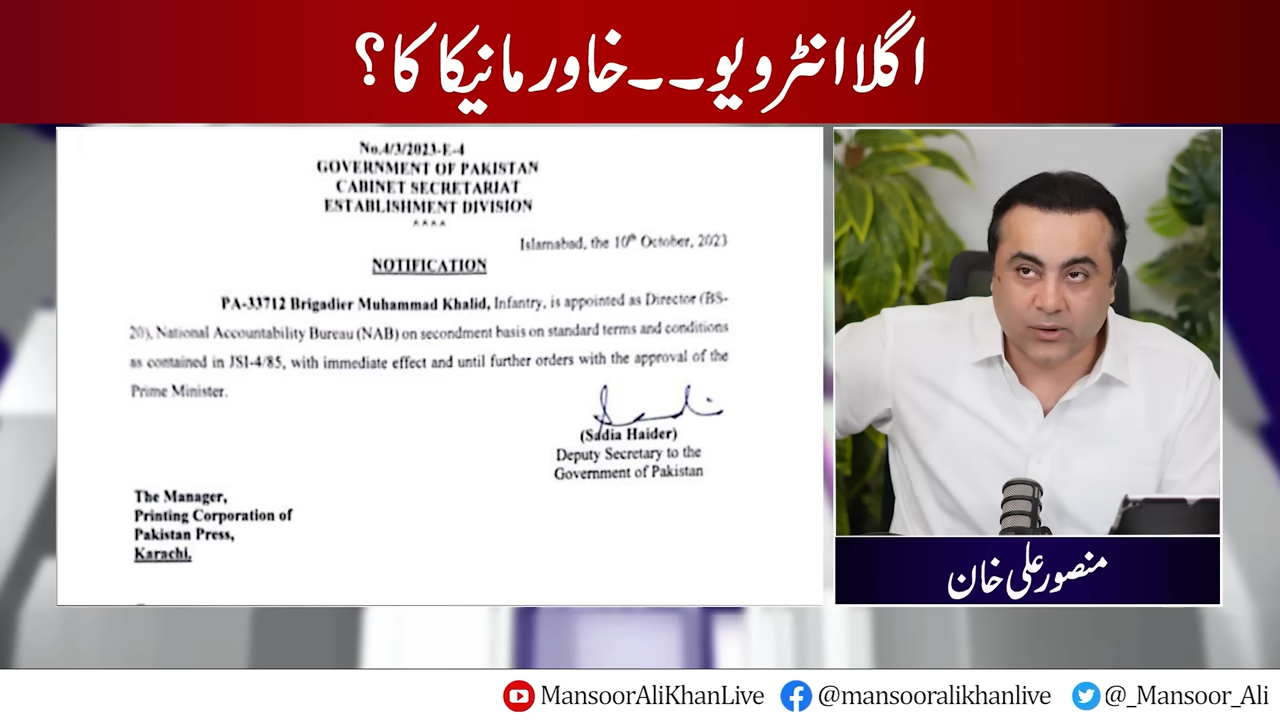 اگلا انٹرویو۔۔خاور مانیکا کا؟
No.4/3/2023-E-4
GOVERNMENT OF PAKISTAN
CABINET SECRETARIAT
ESTABLISHMENT DIVISION
****
Islamabad, the 10th October, 2023
NOTIFICATION
PA-33712 Brigadier Muhammad Khalid, Infantry, is appointed as Director (BS-
20), National Accountability Bureau (NAB) on secondment basis on standard terms and conditions
as contained in JSI-4/85, with immediate effect and until further orders with the approval of the
Prime Minister.
(Sadia Haider)
Deputy Secretary to the
Government of Pakistan
The Manager,
Printing Corporation of
Pakistan Press,
Karachi.
منصور علی خان
MansoorAliKhanLive
@mansooralikhanlive
@_Mansoor_Ali